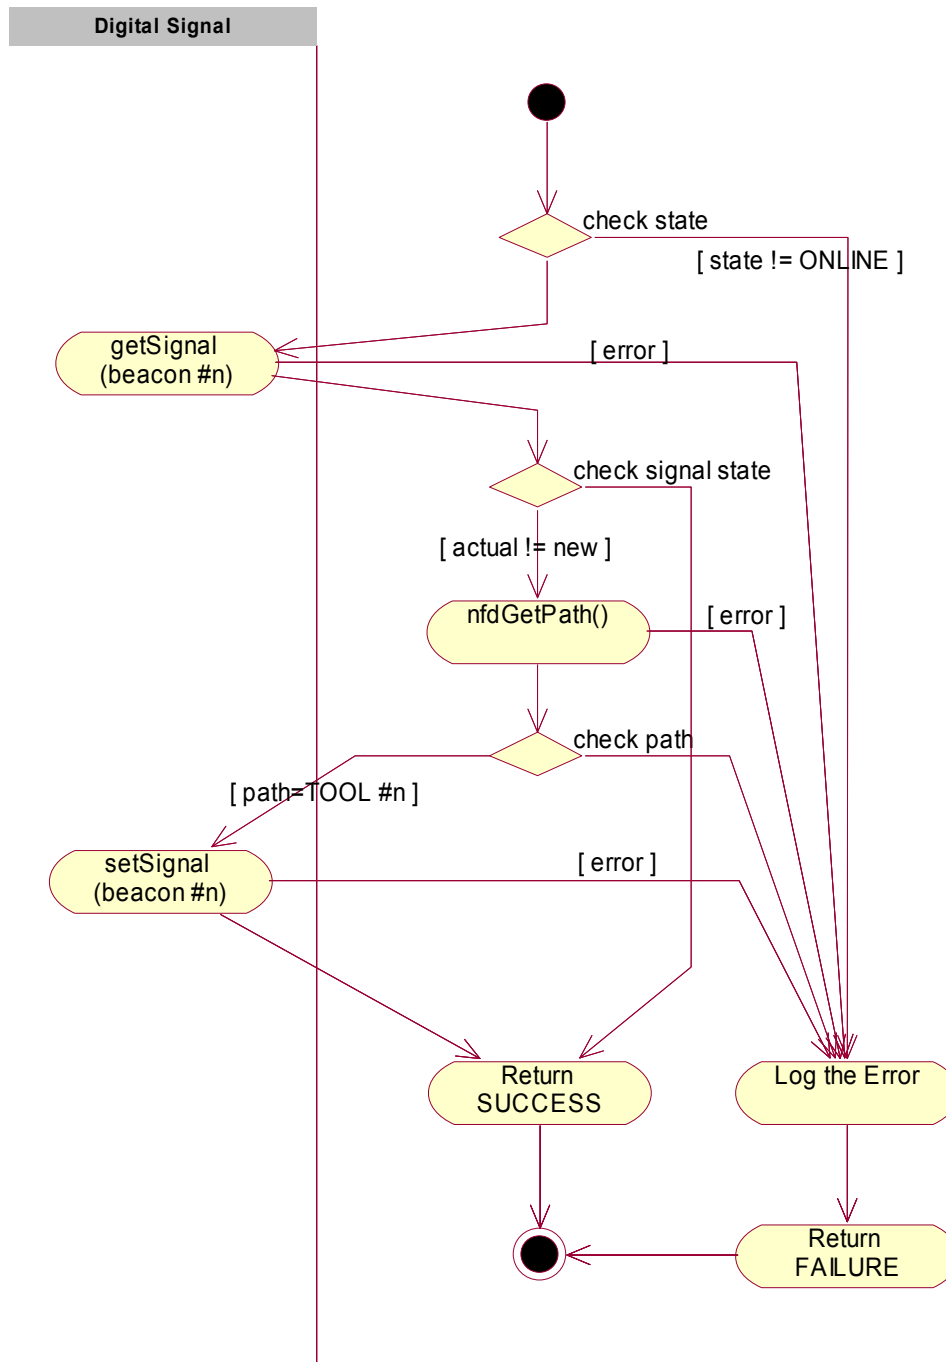 Digital Signal
check state
[ state != ONLINE ]
getSignal
(beacon #n)
[ error ]
check signal state
[ actual != new ]
nfdGetPath()
[ error ]
check path
[ path=TOOL #n ]
setSignal
(beacon #n)
[ error ]
Return
SUCCESS
Log the Error
Return
FAILURE